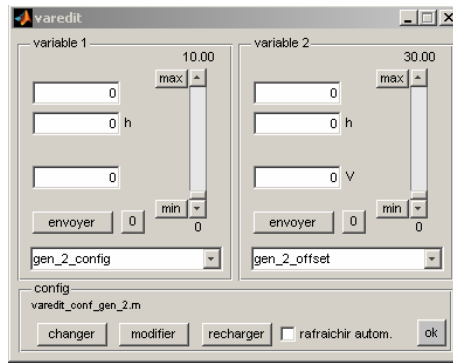 varedit
variable 1
10.00
max
0
0 h
0
min
envoyer 0
0
gen_2_config
variable 2
30.00
max
0
0 h
0 V
min
envoyer 0
0
gen_2_offset
config
varedit_conf_gen_2.m
changer modifier recharger rafraichir autom. ok